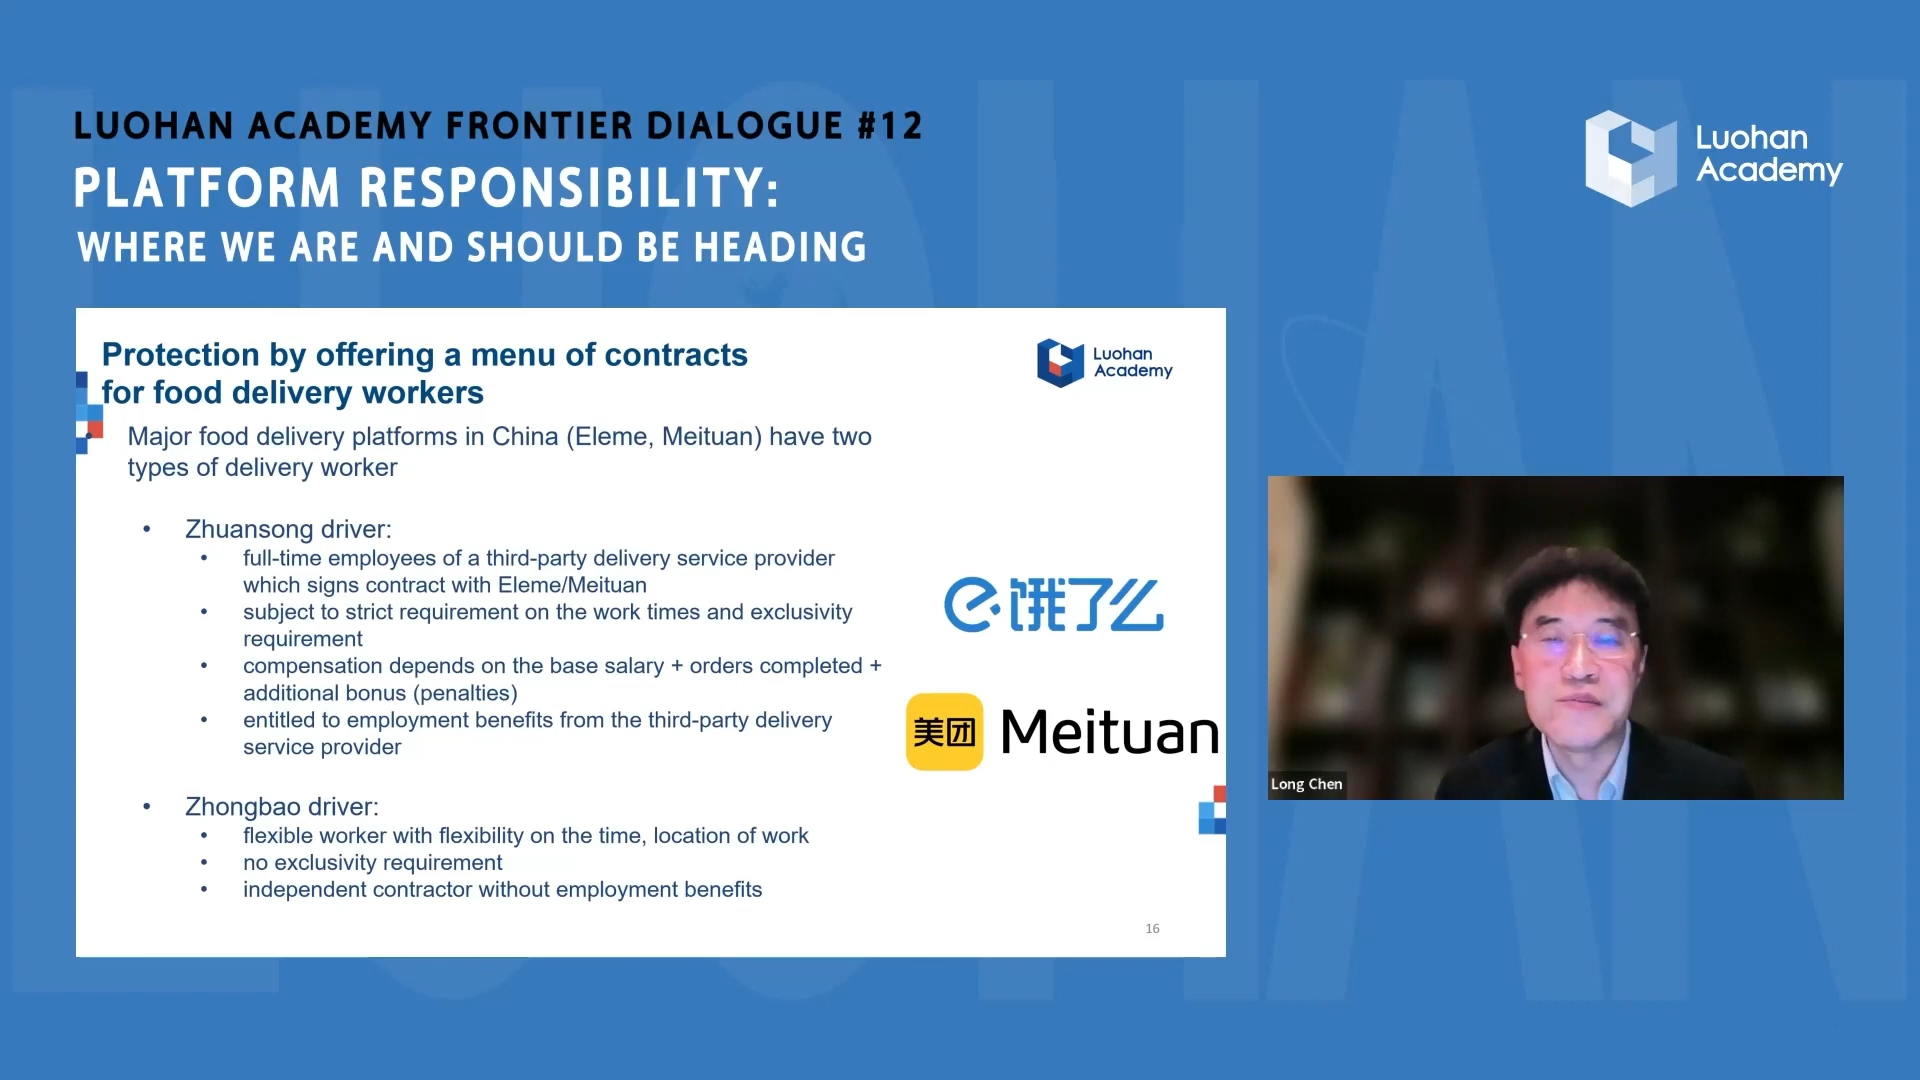 LUOHAN ACADEMY FRONTIER DIALOGUE #12
PLATFORM RESPONSIBILITY:
WHERE WE ARE AND SHOULD BE HEADING
Luohan
Academy
Protection by offering a menu of contracts
for food delivery workers
Luohan
Academy
• Major food delivery platforms in China (Eleme, Meituan) have two
types of delivery worker
• Zhuansong driver:
• full-time employees of a third-party delivery service provider
which signs contract with Eleme/Meituan
• subject to strict requirement on the work times and exclusivity
requirement
• compensation depends on the base salary + orders completed +
additional bonus (penalties)
• entitled to employment benefits from the third-party delivery
service provider
• Zhongbao driver:
• flexible worker with flexibility on the time, location of work
• no exclusivity requirement
• independent contractor without employment benefits
e 饿了么
美团 Meituan
16
Long Chen